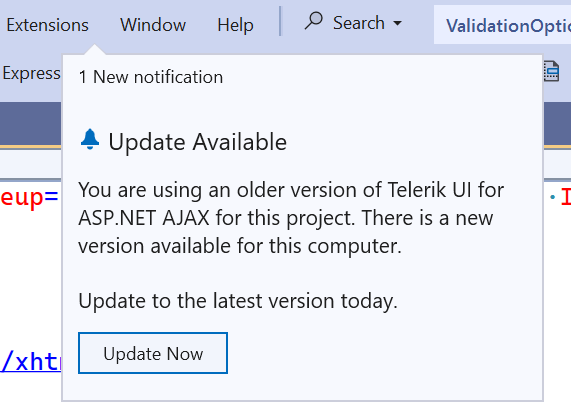 Extensions Window Help Search ValidationOptio
Express
1 New notification
Update Available
eup=
You are using an older version of Telerik UI for
ASP.NET AJAX for this project. There is a new
version available for this computer.
Update to the latest version today.
Update Now
/xht